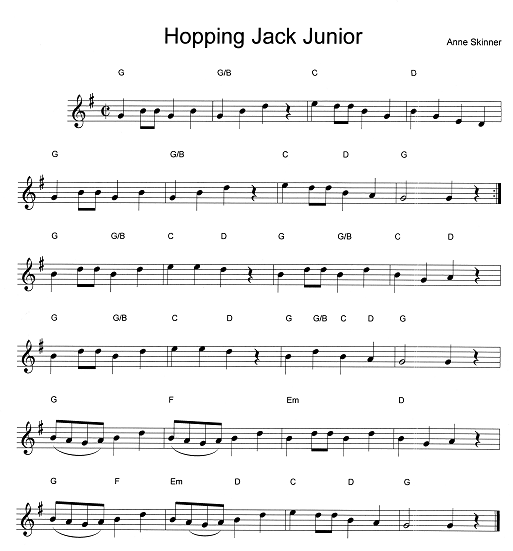 Hopping Jack Junior
Anne Skinner
G G/B C D
G G/B C D G
G G/B C D G G/B C D
G G/B C D G G/B C D G
G F Em D
G F Em D C D G